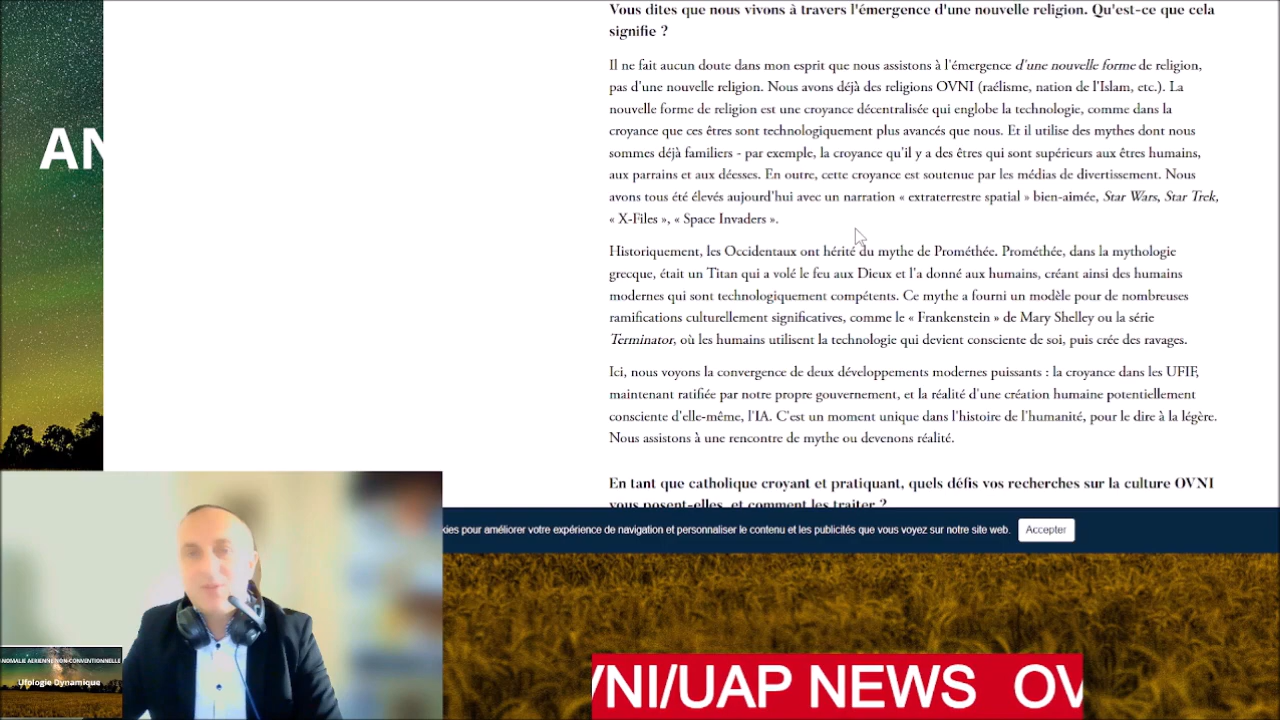 Vous dites que nous vivons à travers l'émergence d'une nouvelle religion. Qu'est-ce que cela
signifie ?
Il ne fait aucun doute dans mon esprit que nous assistons à l'émergence d'une nouvelle forme de religion,
pas d'une nouvelle religion. Nous avons déjà des religions OVNI (raélisme, nation de l'Islam, etc.). La
nouvelle forme de religion est une croyance décentralisée qui englobe la technologie, comme dans la
croyance que ces êtres sont technologiquement plus avancés que nous. Et il utilise des mythes dont nous
sommes déjà familiers - par exemple, la croyance qu'il y a des êtres qui sont supérieurs aux êtres humains,
aux parrains et aux déesses. En outre, cette croyance est soutenue par les médias de divertissement. Nous
avons tous été élevés aujourd'hui avec un narration « extraterrestre spatial » bien-aimée, Star Wars, Star Trek,
« X-Files », « Space Invaders ».
Historiquement, les Occidentaux ont hérité du mythe de Prométhée. Prométhée, dans la mythologie
grecque, était un Titan qui a volé le feu aux Dieux et l'a donné aux humains, créant ainsi des humains
modernes qui sont technologiquement compétents. Ce mythe a fourni un modèle pour de nombreuses
ramifications culturellement significatives, comme le « Frankenstein » de Mary Shelley ou la série
Terminator, où les humains utilisent la technologie qui devient consciente de soi, puis crée des ravages.
Ici, nous voyons la convergence de deux développements modernes puissants : la croyance dans les UFIF,
maintenant ratifiée par notre propre gouvernement, et la réalité d'une création humaine potentiellement
consciente d'elle-même, l'IA. C'est un moment unique dans l'histoire de l'humanité, pour le dire à la légère.
Nous assistons à une rencontre de mythe ou devenons réalité.
En tant que catholique croyant et pratiquant, quels défis vos recherches sur la culture OVNI
vous posent-elles, et comment les traiter ?
kies pour améliorer votre expérience de navigation et personnaliser le contenu et les publicités que vous voyez sur notre site web. Accepter
AN
ANOMALIE AERIENNE NON-CONVENTIONNELLE
Ufologie Dynamique
VNI/UAP NEWS OV